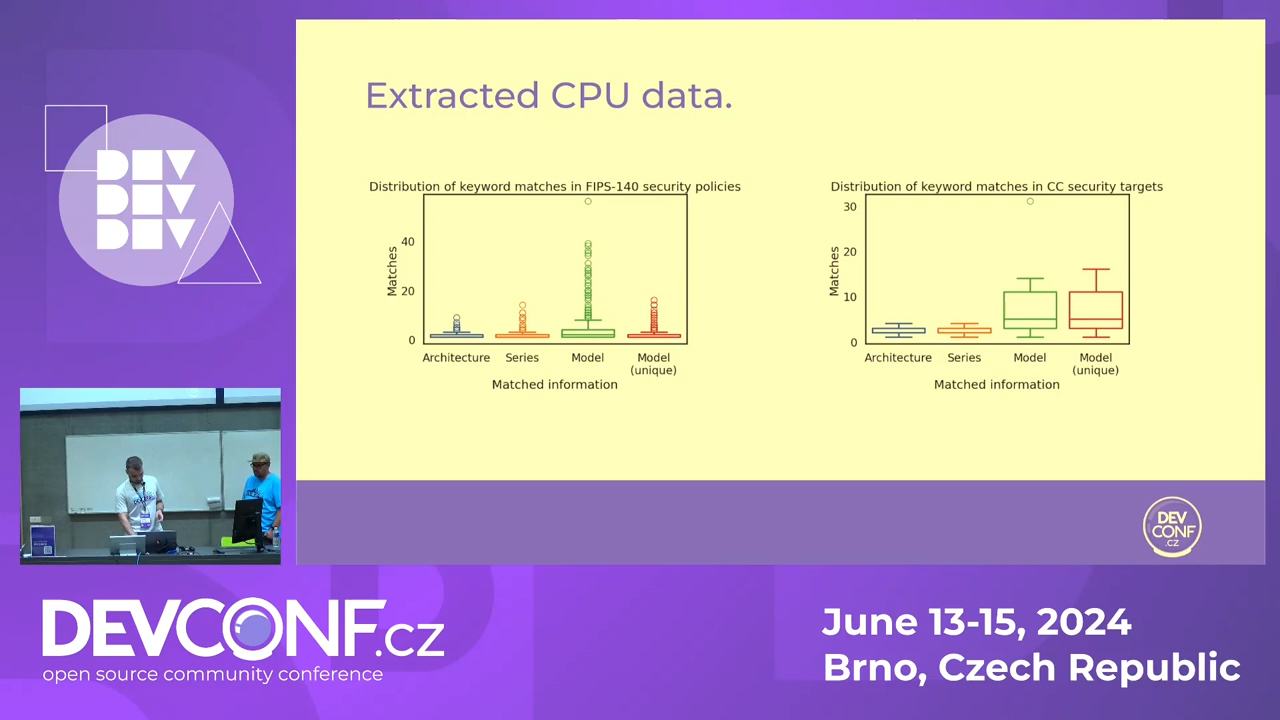 Extracted CPU data.
Distribution of keyword matches in FIPS-140 security policies
Matches
40
20
0
Architecture
Series
Model
Model
(unique)
Matched information
Distribution of keyword matches in CC security targets
Matches
30
20
10
0
Architecture
Series
Model
Model
(unique)
Matched information
DEV
CONF
.CZ
DEV
DEV
DEV
DEVCONF.cz
open source community conference
June 13-15, 2024
Brno, Czech Republic